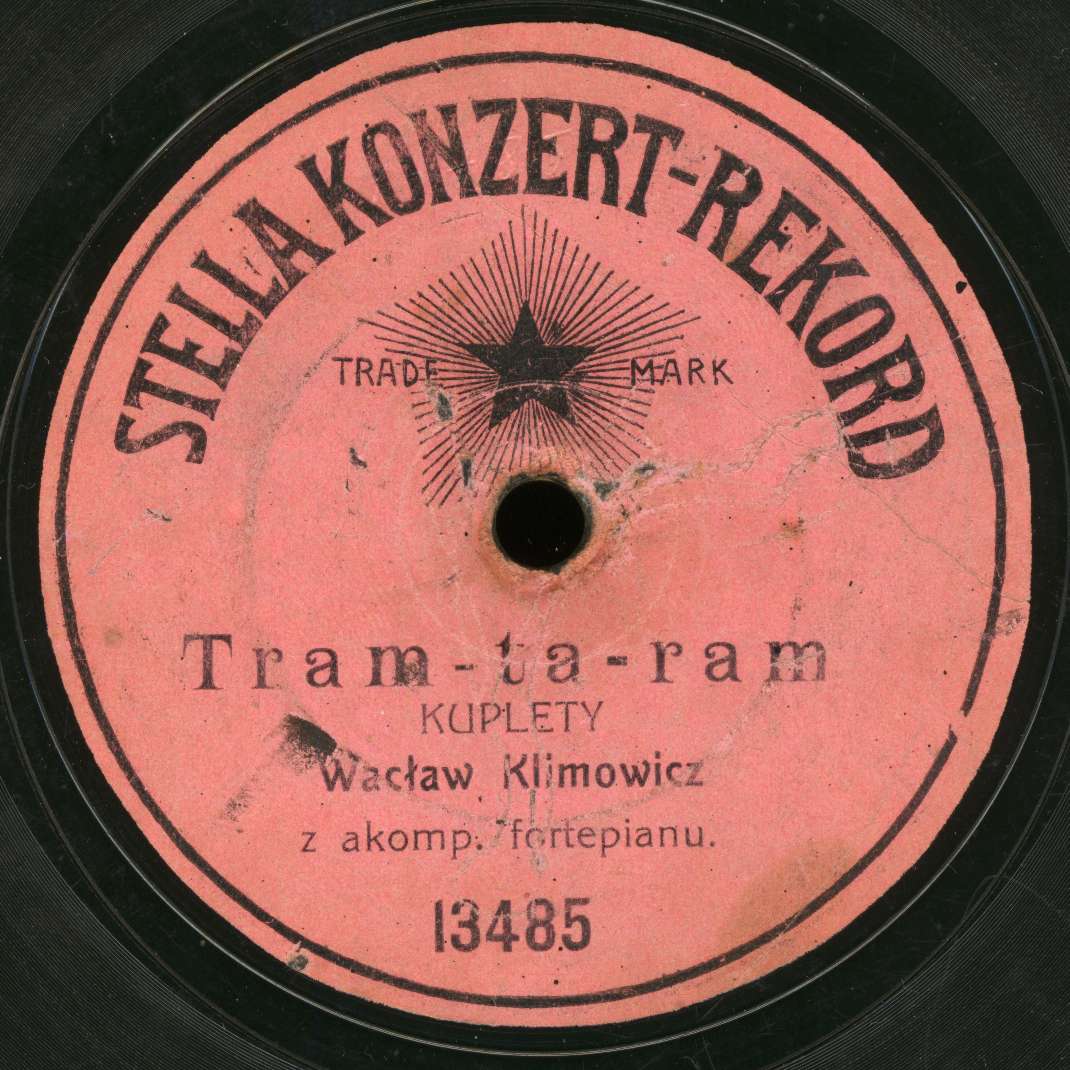 STELLA KONZERT-REKORD
TRADE MARK
Tram-ta-ram
KUPLETY
Wacław Klimowicz
z akomp. fortepianu.
13485